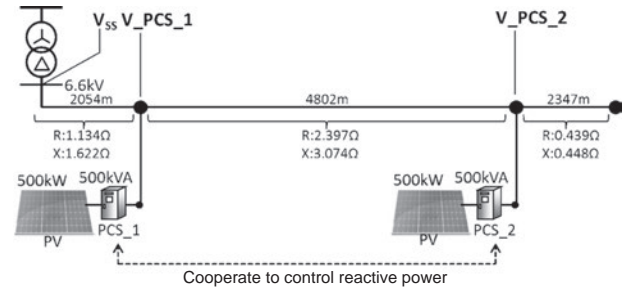 V_SS V_PCS_1
V_PCS_2
6.6kV
2054m
4802m
2347m
R:1.134Ω
X:1.622Ω
R:2.397Ω
X:3.074Ω
R:0.439Ω
X:0.448Ω
500kW
500kVA
PV
PCS_1
500kW
500kVA
PV
PCS_2
Cooperate to control reactive power